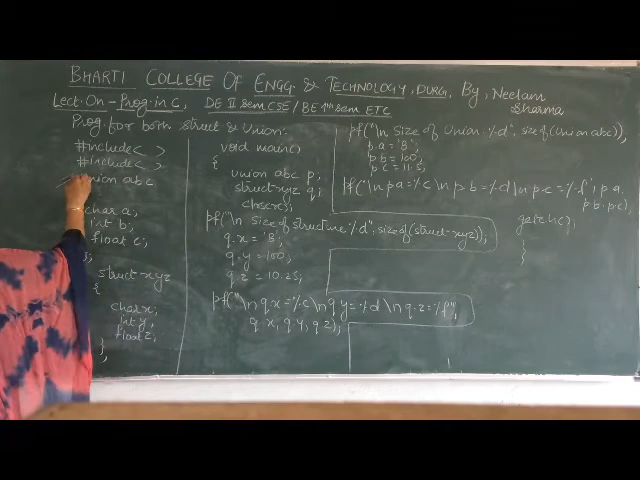 BHARTI COLLEGE OF ENGG. & TECHNOLOGY, DURG, By, Neelam Sharma
Lect. On - Prog. in C, DE II sem CSE / BE 1st sem ETC
Prog. for both struct & Union:
#include < >
#include < >
union abc
char a;
int b;
float c;
};
struct xyz
{
char x;
int y;
float z;
};
void main()
{
union abc p;
struct xyz q;
clrscr();
pf("\n size of structure %d", sizeof(struct xyz));
q.x = 'B';
q.y = 100;
q.z = 10.25;
pf("\n q.x = %c \n q.y = %d \n q.z = %f",
q.x, q.y, q.z);
pf("\n size of Union %d", sizeof(union abc));
p.a = 'B';
p.b = 100;
p.c = 11.5;
pf("\n p.a = %c \n p.b = %d \n p.c = %f", p.a,
p.b, p.c);
getch();
}
}